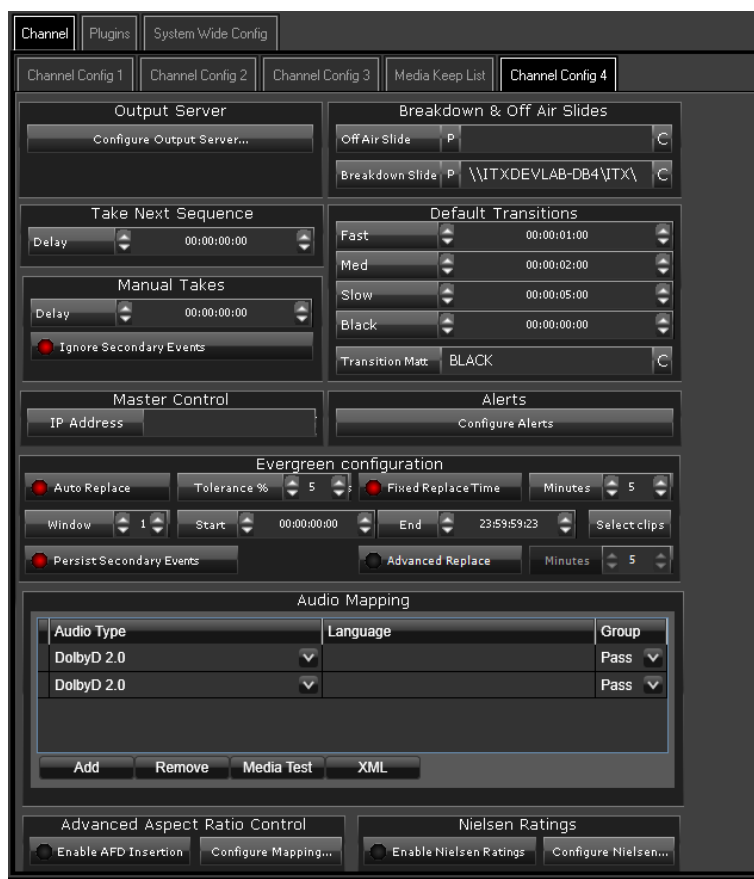 Channel Plugins System Wide Config
Channel Config 1 Channel Config 2 Channel Config 3 Media Keep List Channel Config 4
Output Server
Configure Output Server...
Breakdown & Off Air Slides
Off Air Slide P C
Breakdown Slide P \\ITXDEVLAB-DB4\ITX\ C
Take Next Sequence
Delay 00:00:00:00
Manual Takes
Delay 00:00:00:00
Ignore Secondary Events
Default Transitions
Fast 00:00:01:00
Med 00:00:02:00
Slow 00:00:05:00
Black 00:00:00:00
Transition Matt BLACK C
Master Control
IP Address
Alerts
Configure Alerts
Evergreen configuration
Auto Replace Tolerance % 5 Fixed Replace Time Minutes 5
Window 1 Start 00:00:00:00 End 23:59:59:23 Select clips
Persist Secondary Events Advanced Replace Minutes 5
Audio Mapping
Audio Type Language Group
DolbyD 2.0 Pass
DolbyD 2.0 Pass
Add Remove Media Test XML
Advanced Aspect Ratio Control
Enable AFD Insertion Configure Mapping...
Nielsen Ratings
Enable Nielsen Ratings Configure Nielsen...